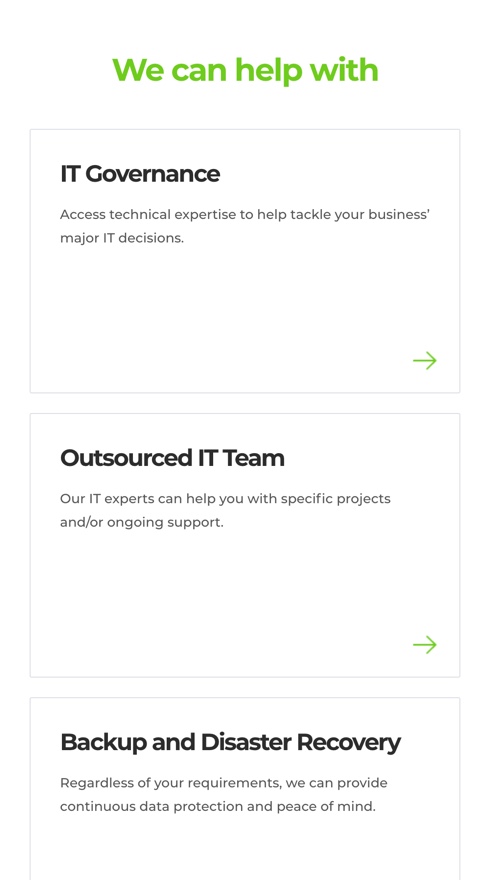 We can help with
IT Governance
Access technical expertise to help tackle your business’
major IT decisions.
Outsourced IT Team
Our IT experts can help you with specific projects
and/or ongoing support.
Backup and Disaster Recovery
Regardless of your requirements, we can provide
continuous data protection and peace of mind.